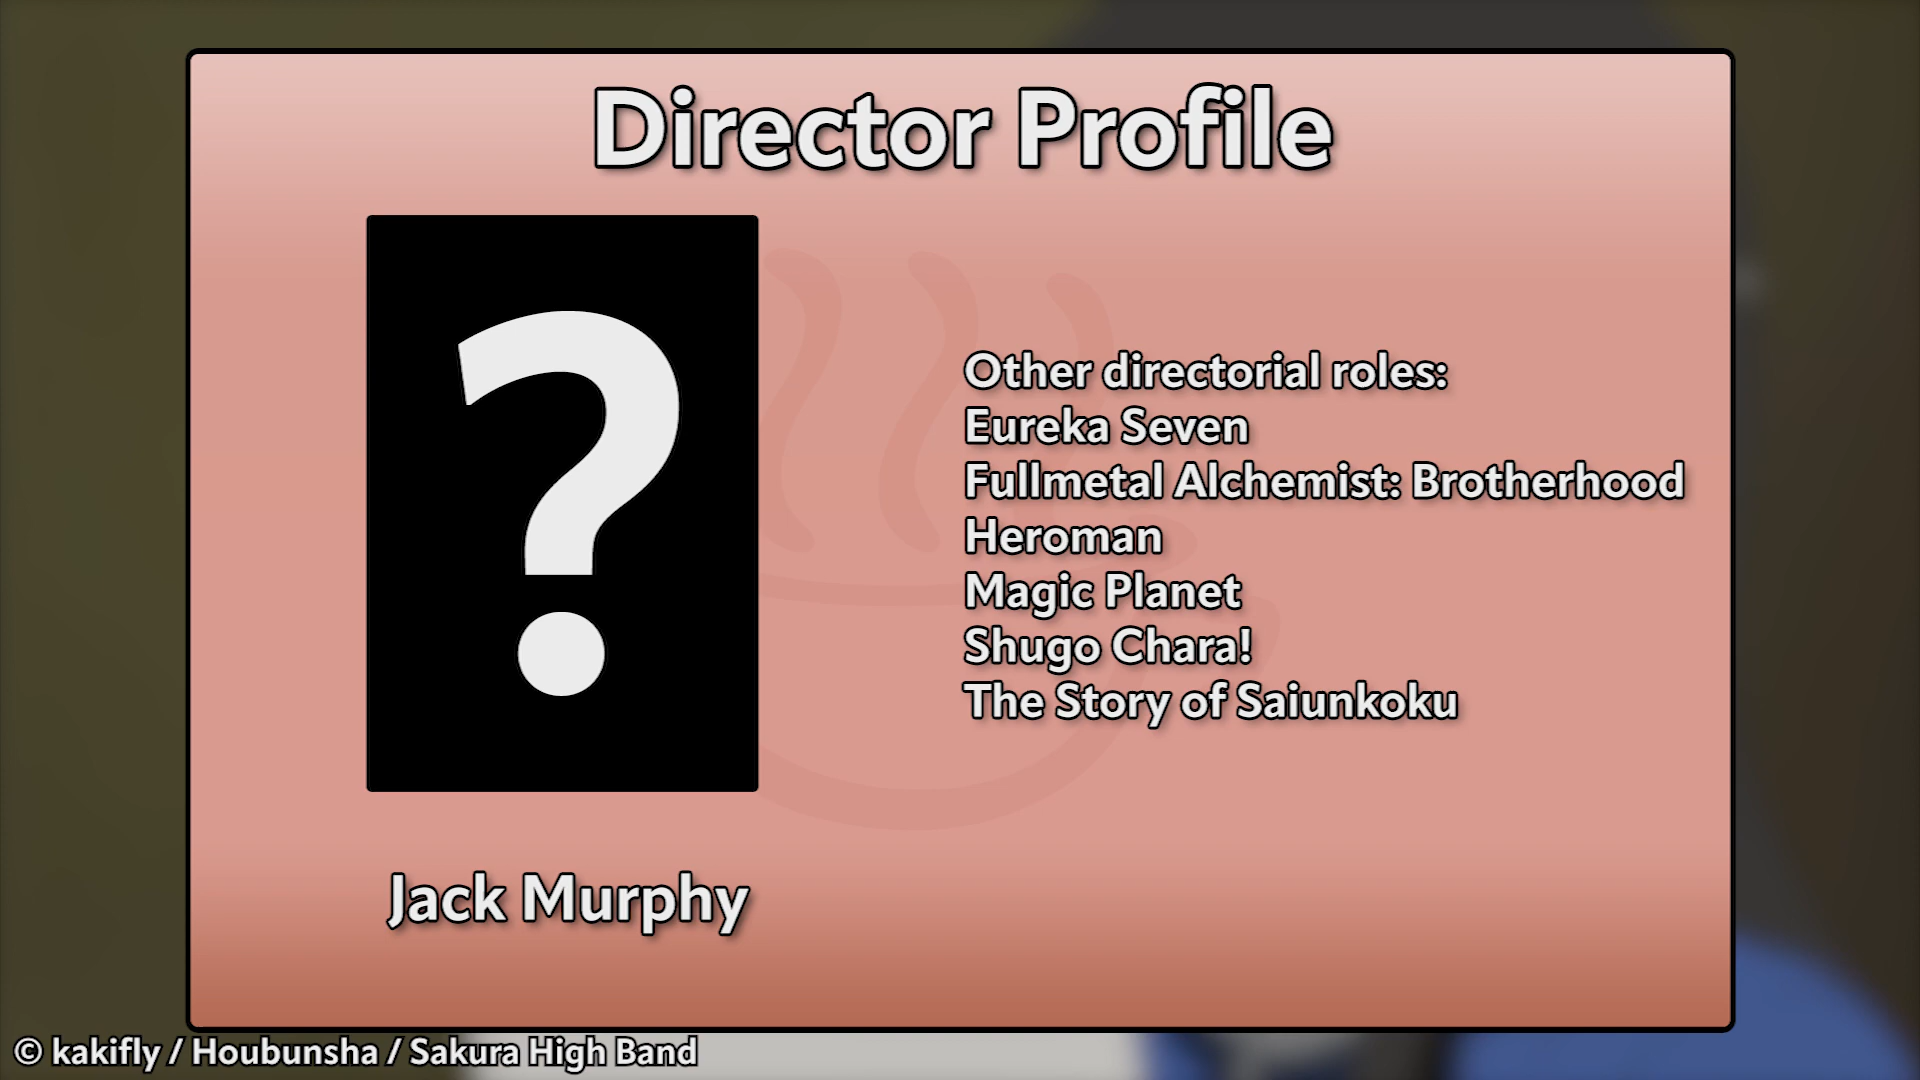 Director Profile
?
Other directorial roles:
Eureka Seven
Fullmetal Alchemist: Brotherhood
Heroman
Magic Planet
Shugo Chara!
The Story of Saiunkoku
Jack Murphy
© kakifly / Houbunsha / Sakura High Band